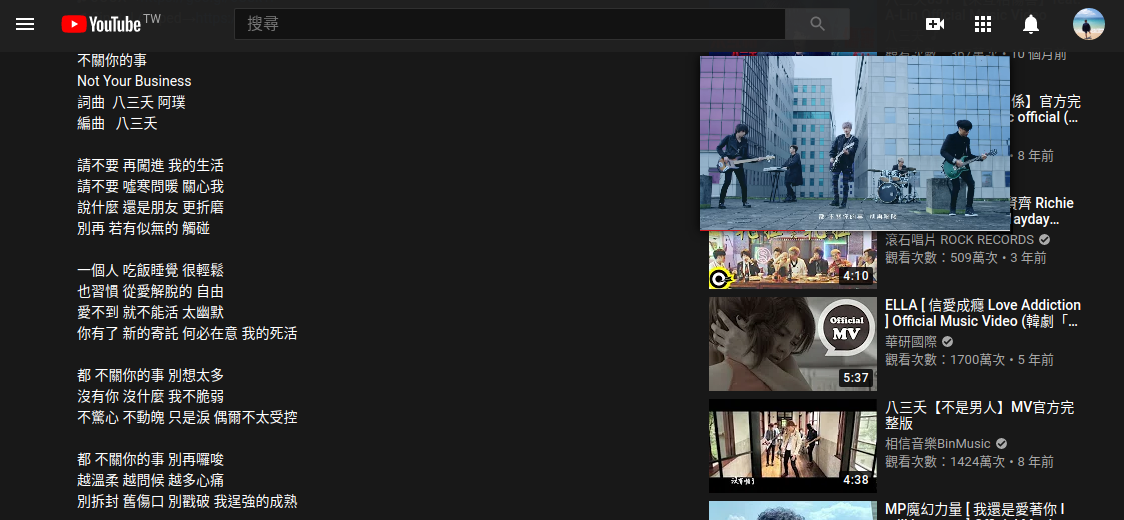 YouTube TW
搜尋
不關你的事
Not Your Business
詞曲 八三夭 阿璞
編曲 八三夭
請不要 再闖進 我的生活
請不要 噓寒問暖 關心我
說什麼 還是朋友 更折磨
別再 若有似無的 觸碰
一個人 吃飯睡覺 很輕鬆
也習慣 從愛解脫的 自由
愛不到 就不能活 太幽默
你有了 新的寄託 何必在意 我的死活
都 不關你的事 別想太多
沒有你 沒什麼 我不脆弱
不驚心 不動魄 只是淚 偶爾不太受控
都 不關你的事 別再囉唆
越溫柔 越問候 越多心痛
別拆封 舊傷口 別戳破 我逞強的成熟
觀看次數：367萬次・10 個月前
係】官方完
official (...
・8 年前
賢齊 Richie
ayday...
滾石唱片 ROCK RECORDS
觀看次數：509萬次・3 年前
4:10
ELLA [ 信愛成癮 Love Addiction
] Official Music Video (韓劇「...
華研國際
觀看次數：1700萬次・5 年前
Official
MV
5:37
八三夭【不是男人】MV官方完
整版
相信音樂BinMusic
觀看次數：1424萬次・8 年前
4:38
MP魔幻力量 [ 我還是愛著你 I